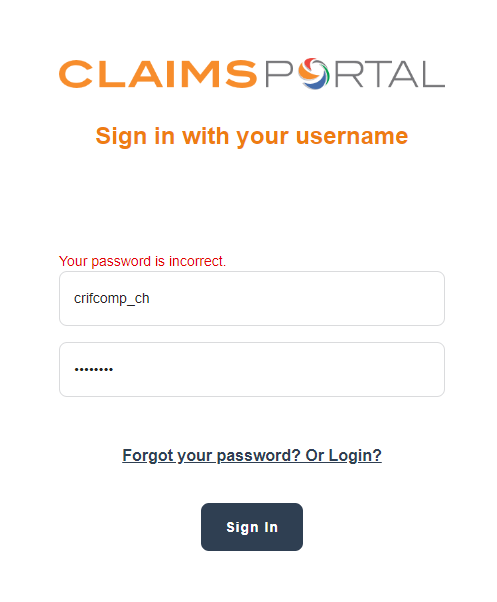 CLAIMSPORTAL
Sign in with your username
Your password is incorrect.
crifcomp_ch
••••••••
Forgot your password? Or Login?
Sign In